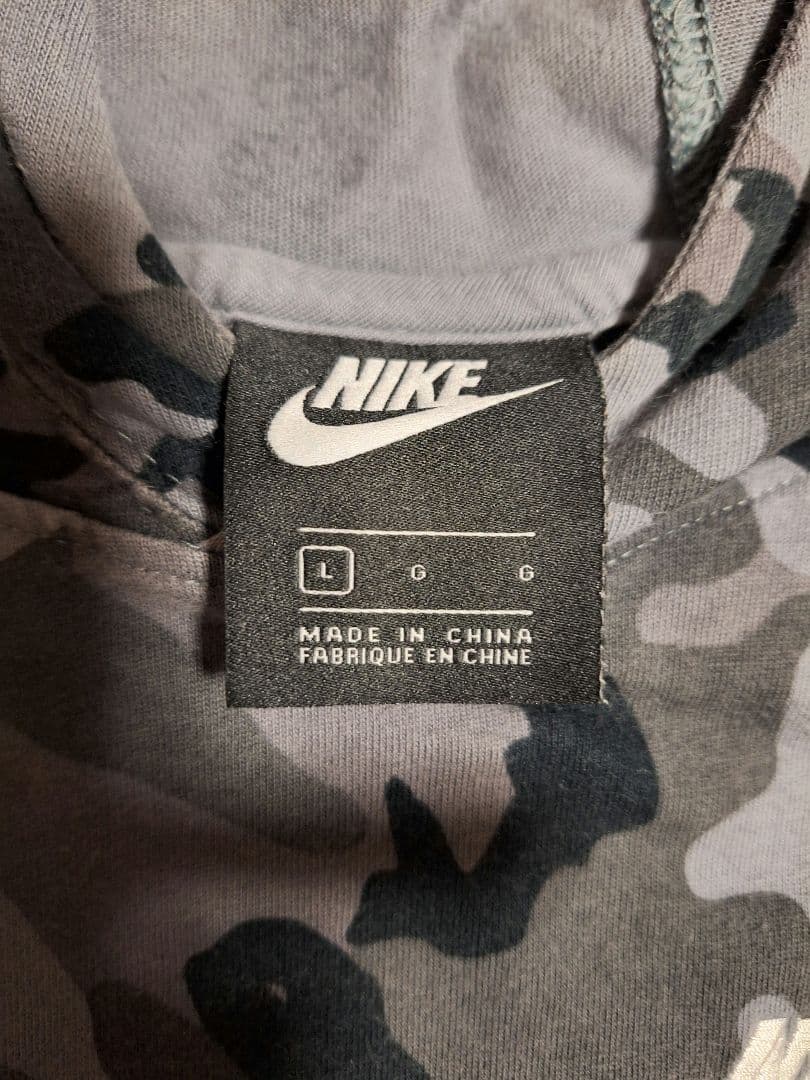 NIKE
L G G
MADE IN CHINA
FABRIQUE EN CHINE